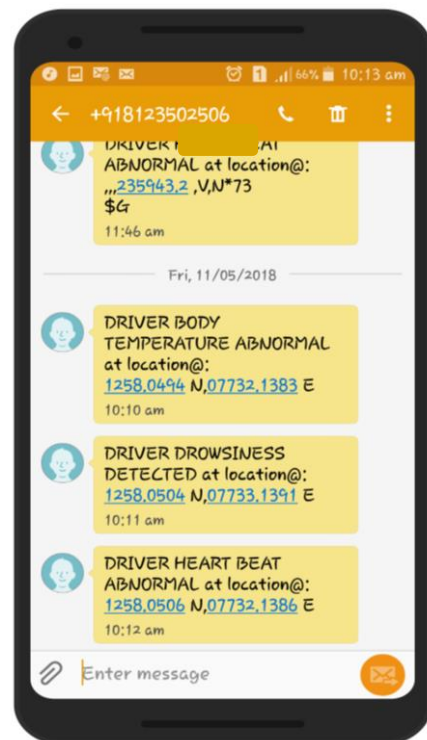 66% 10:13 am
+918123502506
DRIVER
ABNORMAL at location@:
,,,235943.2 ,V,N*73
$G
11:46 am
Fri, 11/05/2018
DRIVER BODY
TEMPERATURE ABNORMAL
at location@:
1258.0494 N,07732.1383 E
10:10 am
DRIVER DROWSINESS
DETECTED at location@:
1258.0504 N,07733.1391 E
10:11 am
DRIVER HEART BEAT
ABNORMAL at location@:
1258.0506 N,07732.1386 E
10:12 am
Enter message